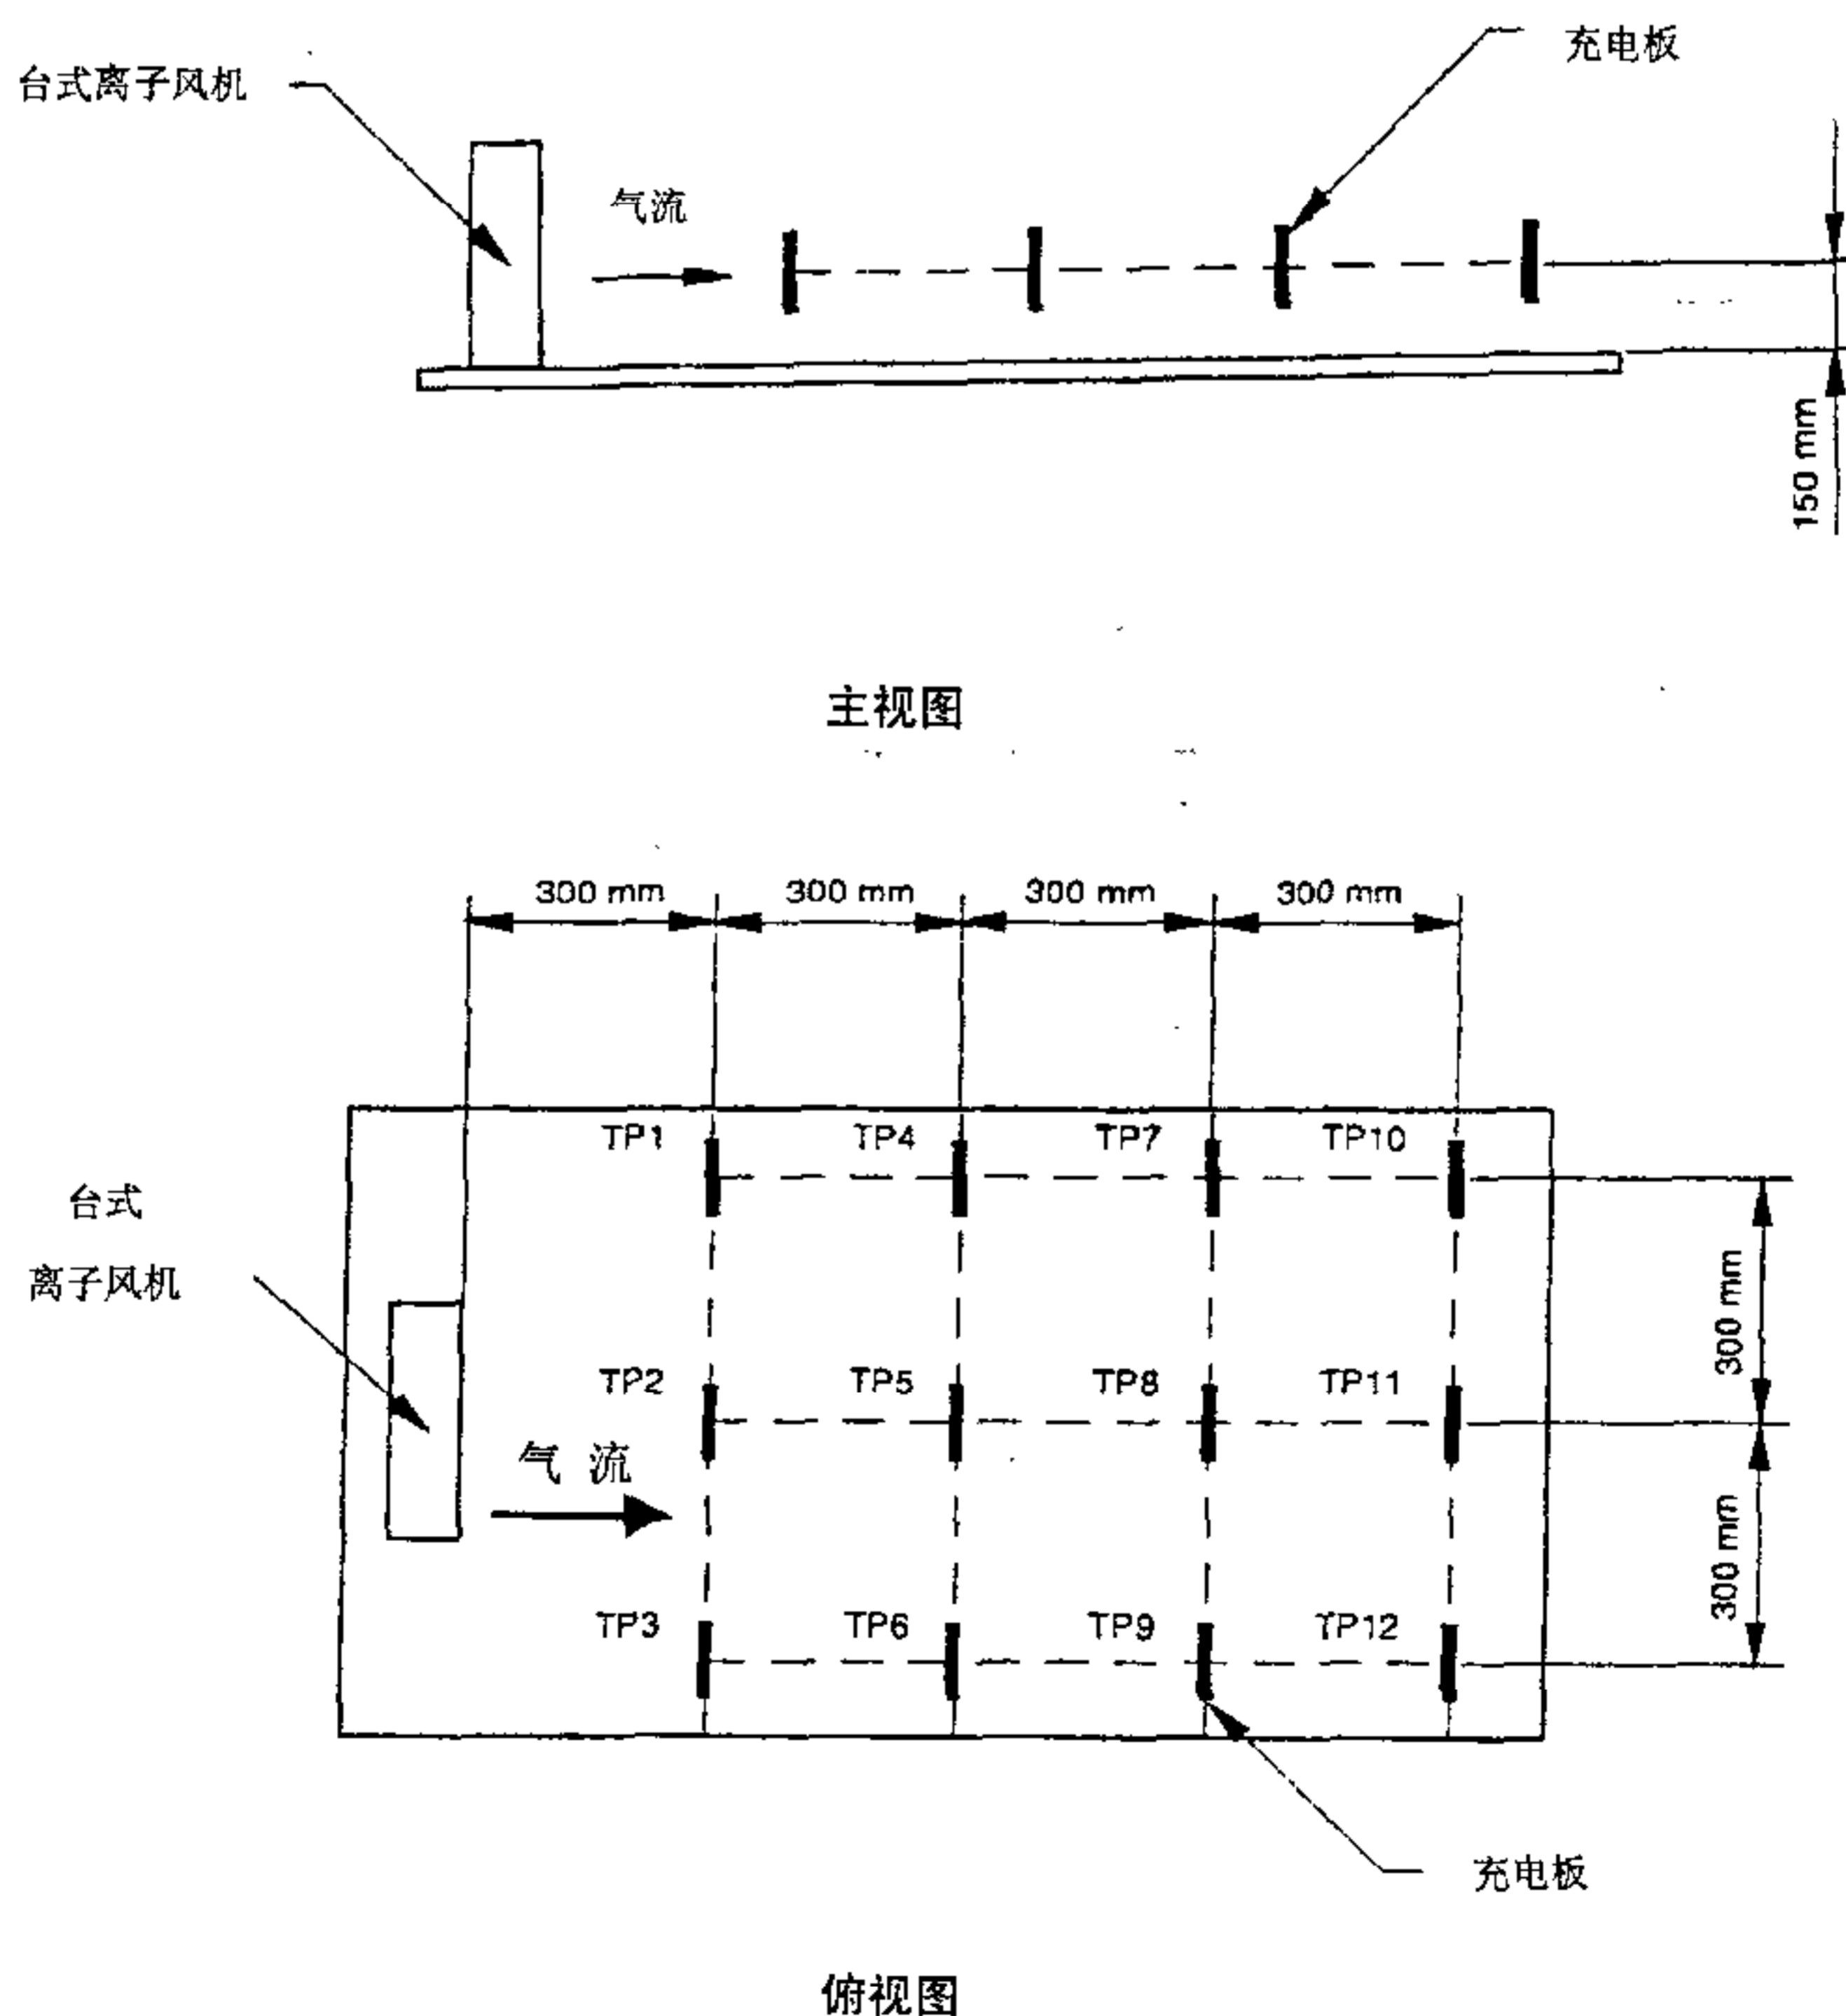 充电板
台式离子风机
气流
150 mm
主视图
300 mm 300 mm 300 mm 300 mm
TP1 TP4 TP7 TP10
台式
离子风机
300 mm
TP2 TP5 TP8 TP11
气流
300 mm
TP3 TP6 TP9 TP12
充电板
俯视图